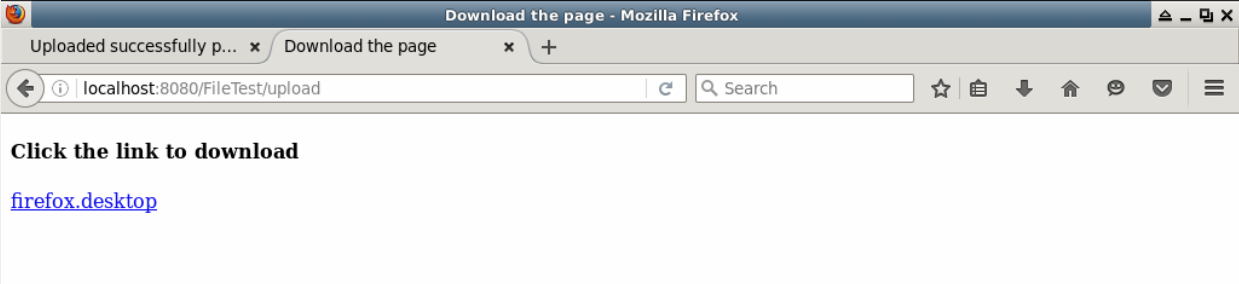 Download the page - Mozilla Firefox
Uploaded successfully p...
Download the page
localhost:8080/FileTest/upload
Search
Click the link to download
firefox.desktop